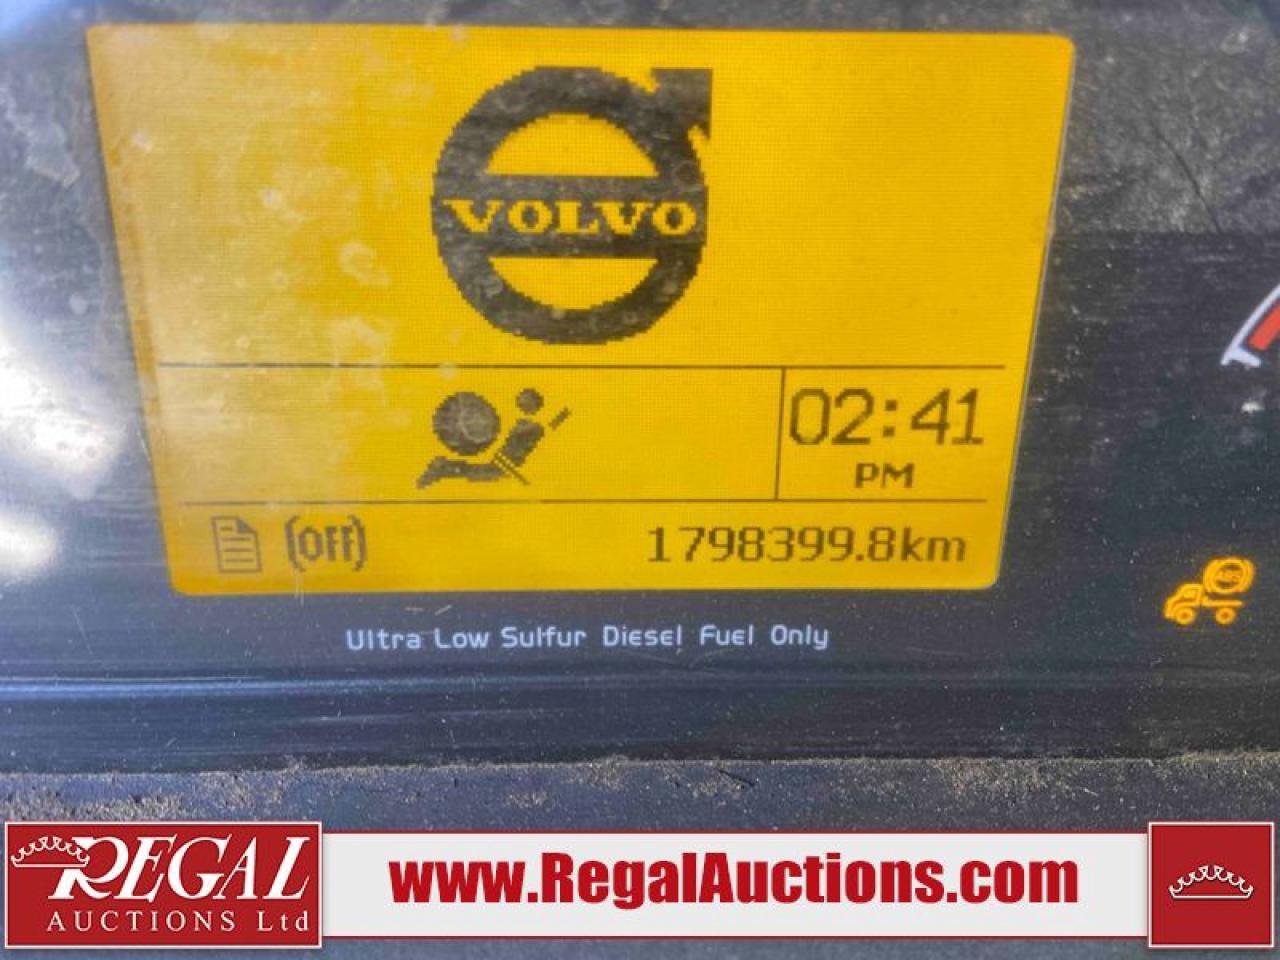 VOLVO
02:41
PM
(OFF)
1798399.8km
Ultra Low Sulfur Diesel Fuel Only
ABS
REGAL
AUCTIONS Ltd
www.RegalAuctions.com